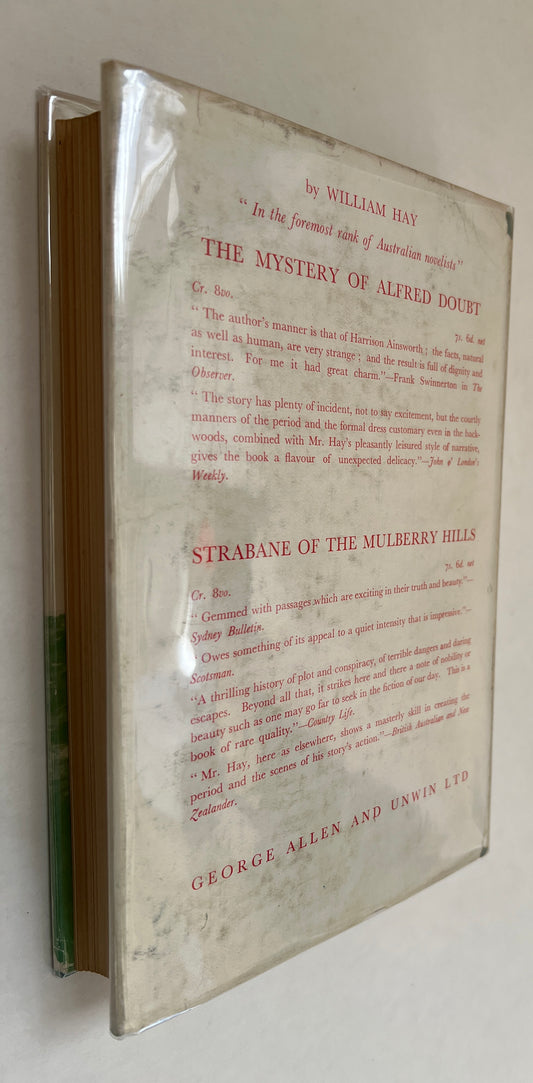 by WILLIAM HAY
“ In the foremost rank of Australian novelists”
THE MYSTERY OF ALFRED DOUBT
Cr. 8vo.
7s. 6d. net
“ The author's manner is that of Harrison Ainsworth ; the facts, natural
as well as human, are very strange ; and the result is full of dignity and
interest. For me it had great charm.”—Frank Swinnerton in The
Observer.
“ The story has plenty of incident, not to say excitement, but the courtly
manners of the period and the formal dress customary even in the back-
woods, combined with Mr. Hay's pleasantly leisured style of narrative,
gives the book a flavour of unexpected delicacy.”—John o' London's
Weekly.
STRABANE OF THE MULBERRY HILLS
Cr. 8vo.
7s. 6d. net
“ Gemmed with passages which are exciting in their truth and beauty.”—
Sydney Bulletin.
“ Owes something of its appeal to a quiet intensity that is impressive.”—
Scotsman.
“A thrilling history of plot and conspiracy, of terrible dangers and daring
escapes. Beyond all that, it strikes here and there a note of nobility or
beauty such as one may go far to seek in the fiction of our day. This is a
book of rare quality.”—Country Life.
“ Mr. Hay, here as elsewhere, shows a masterly skill in creating the
period and the scenes of his story's action.”—British Australian and New
Zealander.
GEORGE ALLEN AND UNWIN LTD